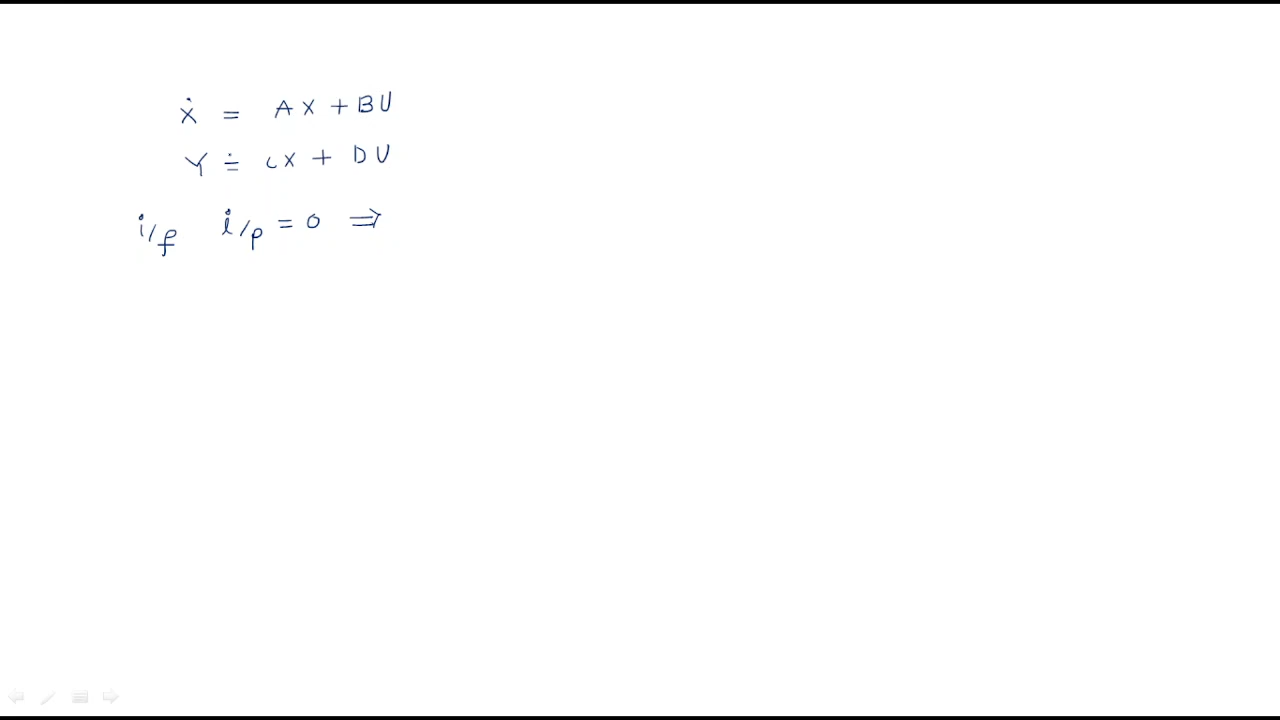 Ẋ = AX + BU
Y = CX + DU
i/p i/p = 0 ⇒